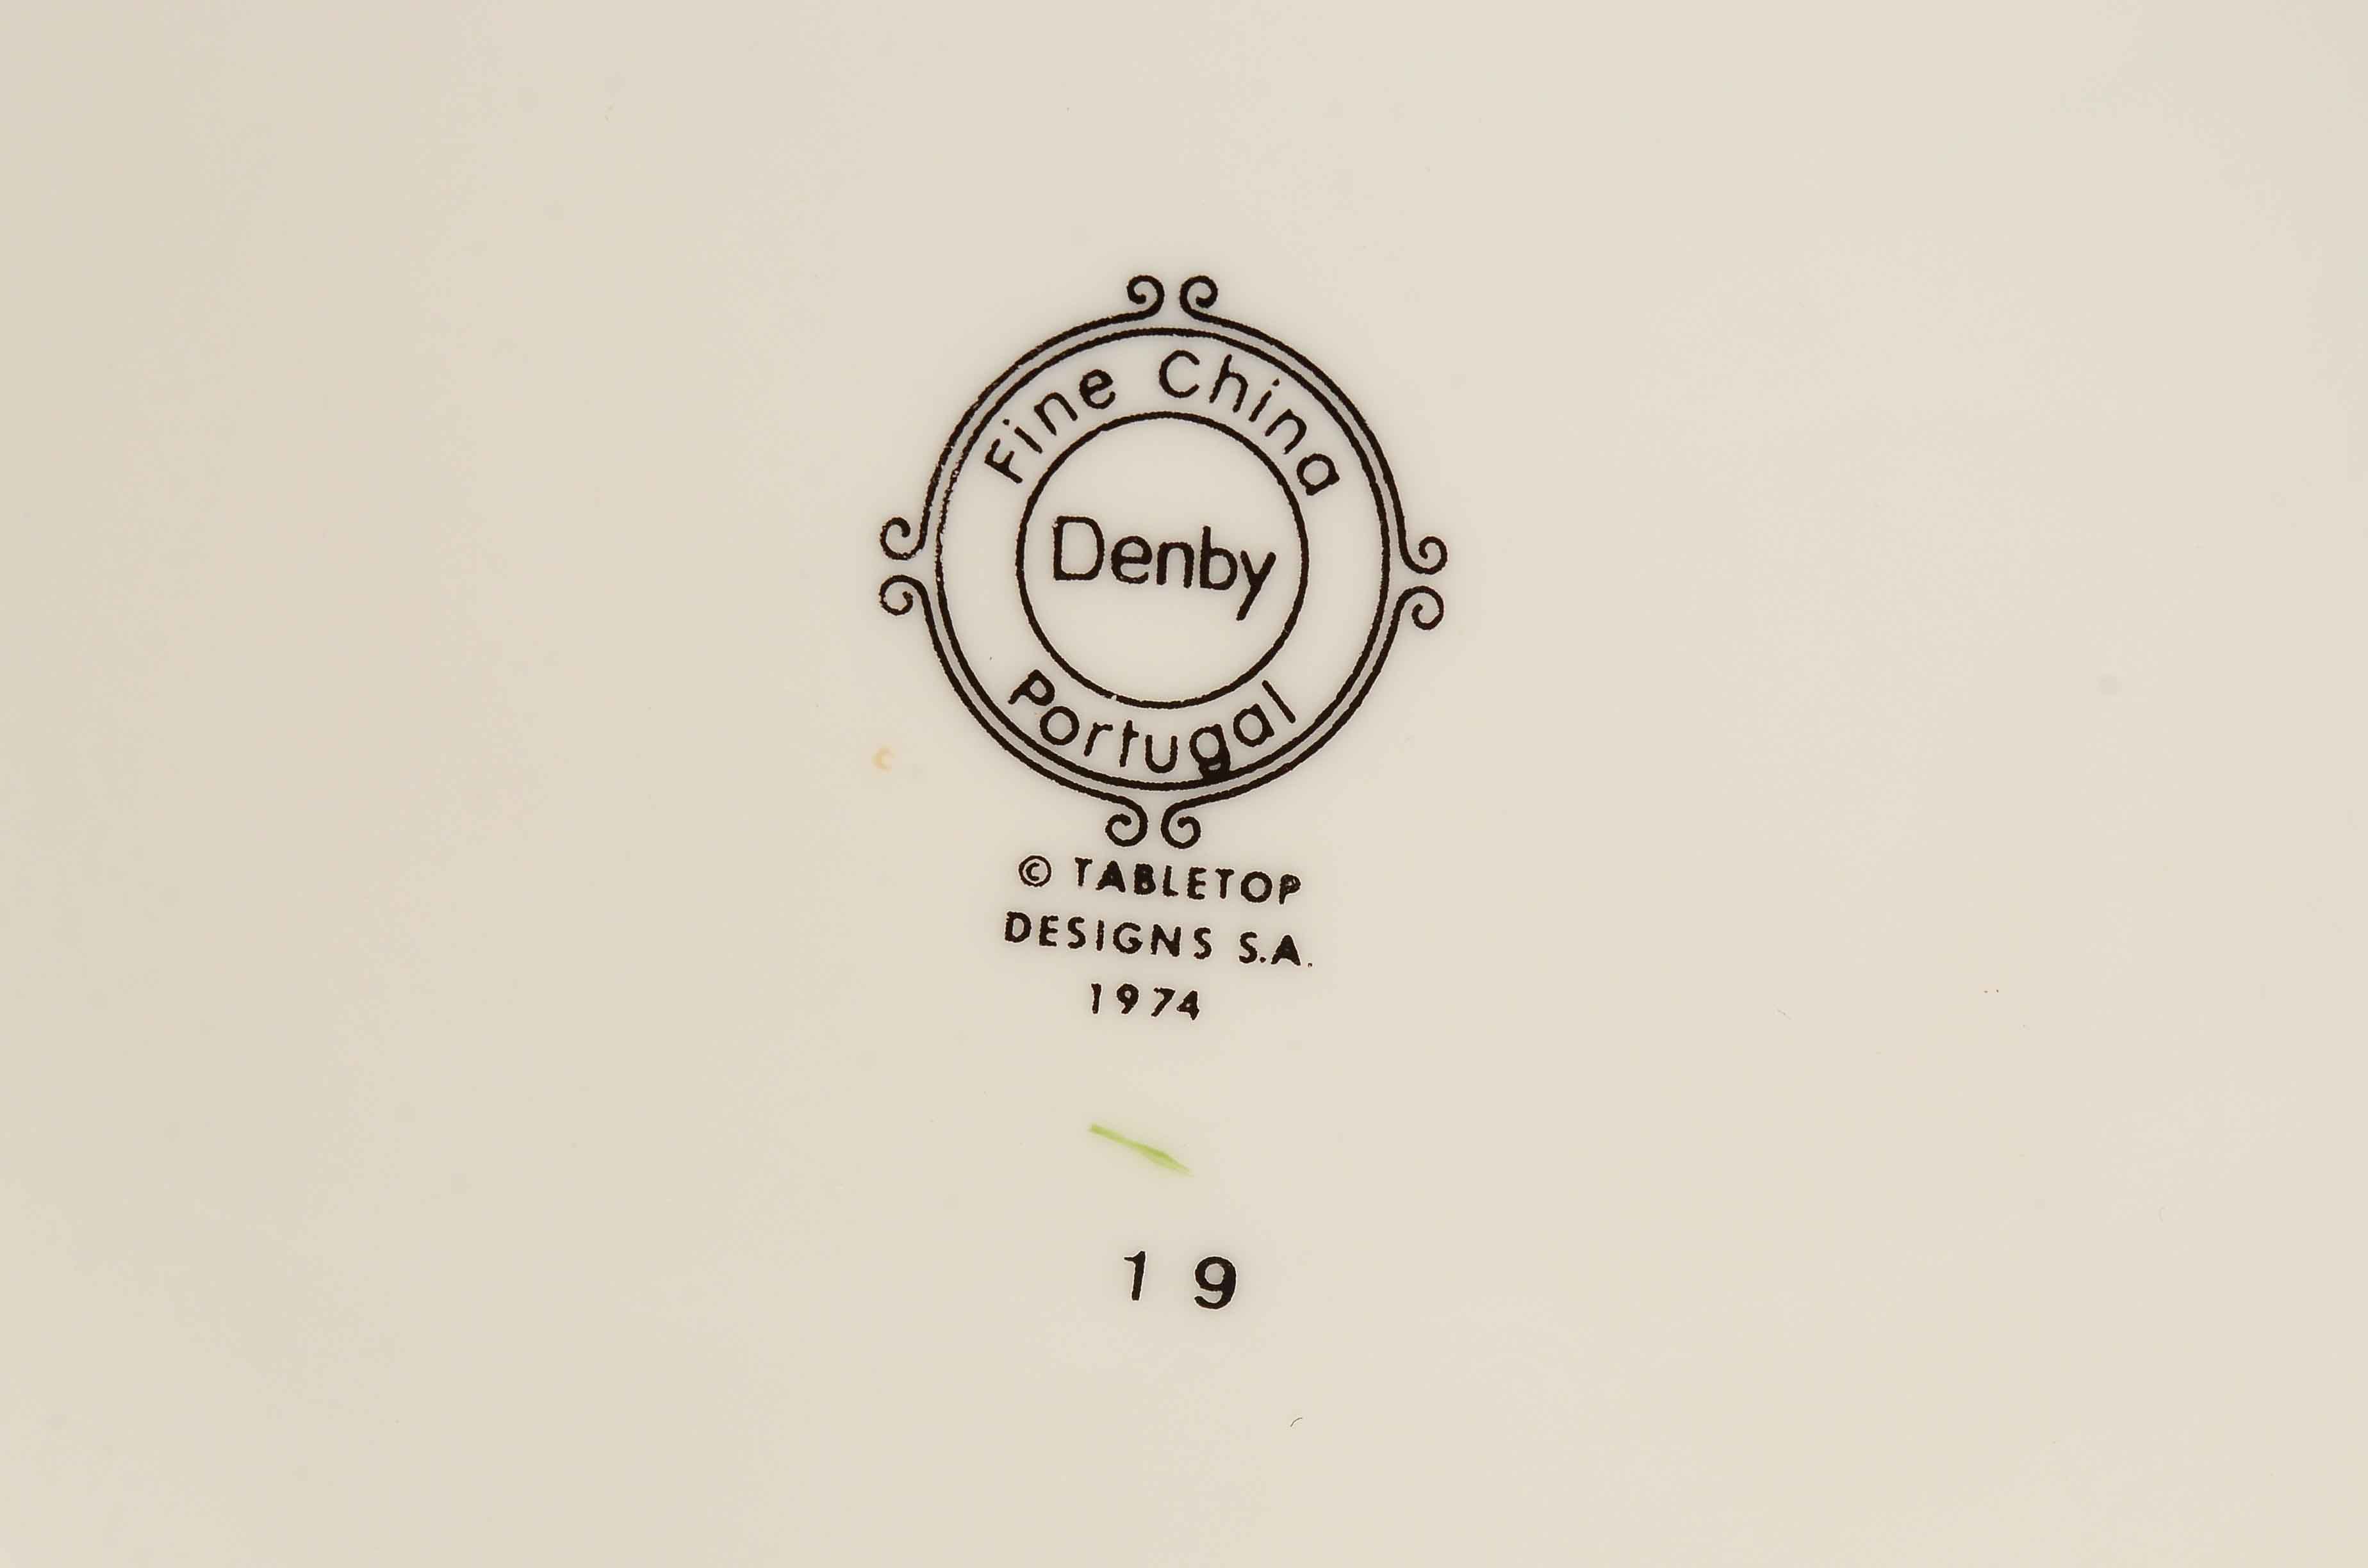 Fine China
Denby
Portugal
© TABLETOP
DESIGNS S.A.
1974
19